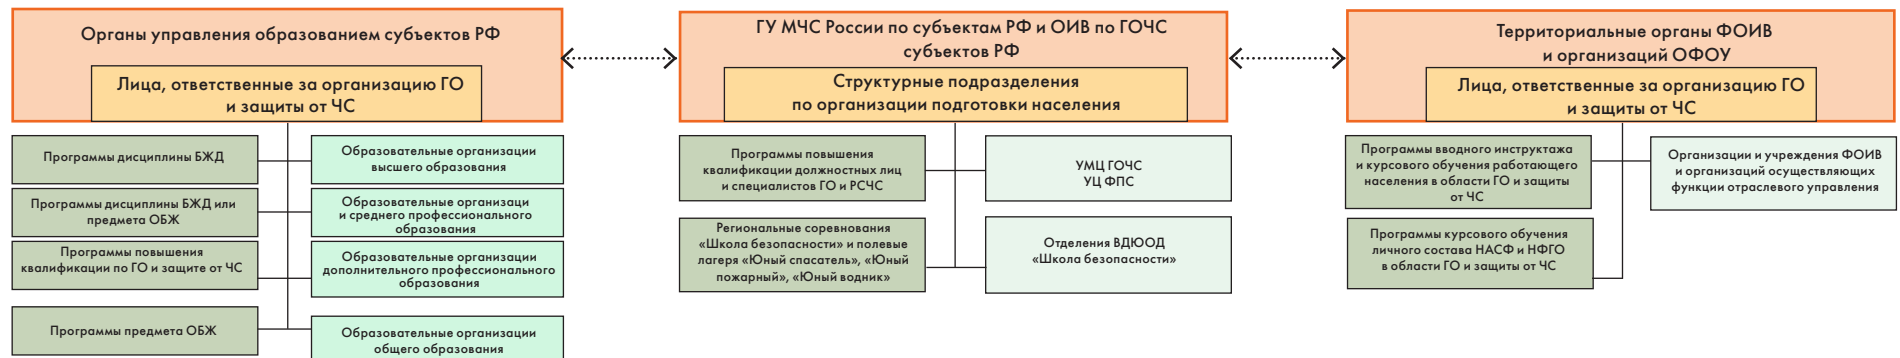 Органы управления образованием субъектов РФ
Лица, ответственные за организацию ГО
и защиты от ЧС
Программы дисциплины БЖД
Образовательные организации
высшего образования
Программы дисциплины БЖД или
предмета ОБЖ
Образовательные организаци
и среднего профессионального
образования
Программы повышения
квалификации по ГО и защите от ЧС
Образовательные организации
дополнительного профессионального
образования
Программы предмета ОБЖ
Образовательные организации
общего образования
ГУ МЧС России по субъектам РФ и ОИВ по ГОЧС
субъектов РФ
Структурные подразделения
по организации подготовки населения
Программы повышения
квалификации должностных лиц
и специалистов ГО и РСЧС
УМЦ ГОЧС
УЦ ФПС
Региональные соревнования
«Школа безопасности» и полевые
лагеря «Юный спасатель», «Юный
пожарный», «Юный водник»
Отделения ВДЮОД
«Школа безопасности»
Территориальные органы ФОИВ
и организаций ОФОУ
Лица, ответственные за организацию ГО
и защиты от ЧС
Программы вводного инструктажа
и курсового обучения работающего
населения в области ГО и защиты
от ЧС
Организации и учреждения ФОИВ
и организаций осуществляющих
функции отраслевого управления
Программы курсового обучения
личного состава НАСФ и НФГО
в области ГО и защиты от ЧС